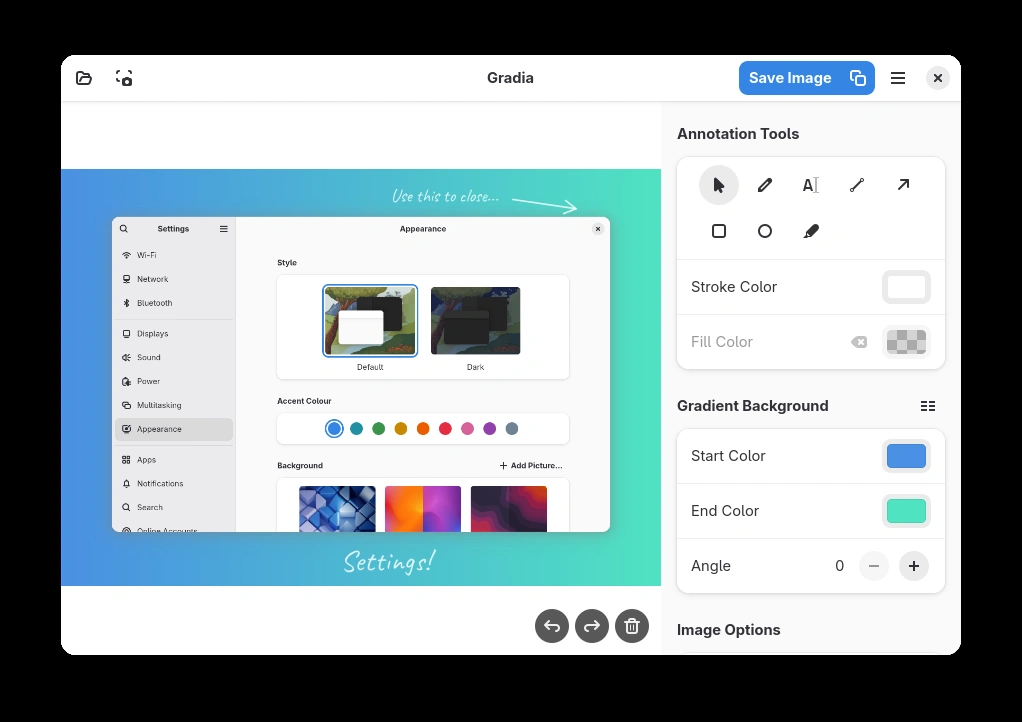 Gradia
Save Image
Use this to close...
Settings
Appearance
Wi-Fi
Network
Bluetooth
Displays
Sound
Power
Multitasking
Appearance
Apps
Notifications
Search
Online Accounts
Style
Default
Dark
Accent Colour
Background
Add Picture...
Settings!
Annotation Tools
A
Stroke Color
Fill Color
Gradient Background
Start Color
End Color
Angle
0
Image Options